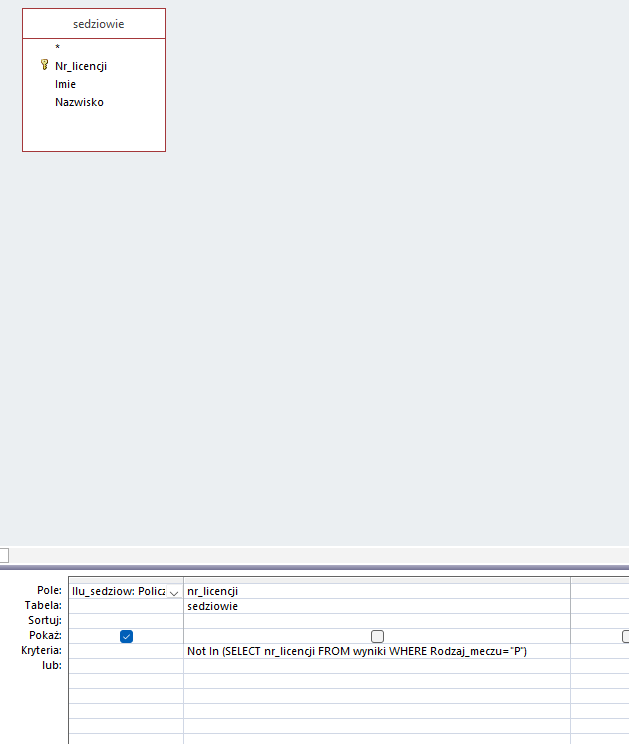 sedziowie
*
Nr_licencji
Imie
Nazwisko
Pole: Ilu_sedziow: nr_licencji
Tabela: sedziowie
Sortuj:
Pokaż:
Kryteria: Not In (SELECT nr_licencji FROM wyniki WHERE Rodzaj_meczu="P")
lub: